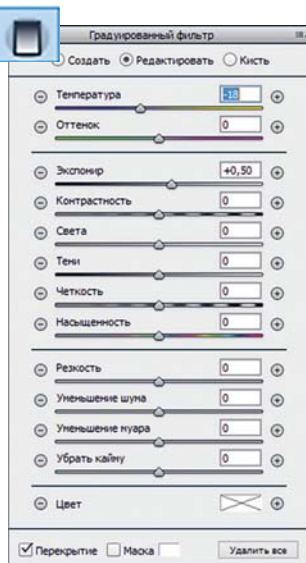 Градуированный фильтр
Создать Редактировать Кисть
Температура -18
Оттенок 0
Экспонир +0,50
Контрастность 0
Света 0
Тени 0
Четкость 0
Насыщенность 0
Резкость 0
Уменьшение шума 0
Уменьшение муара 0
Убрать кайму 0
Цвет
Перекрытие Маска Удалить все